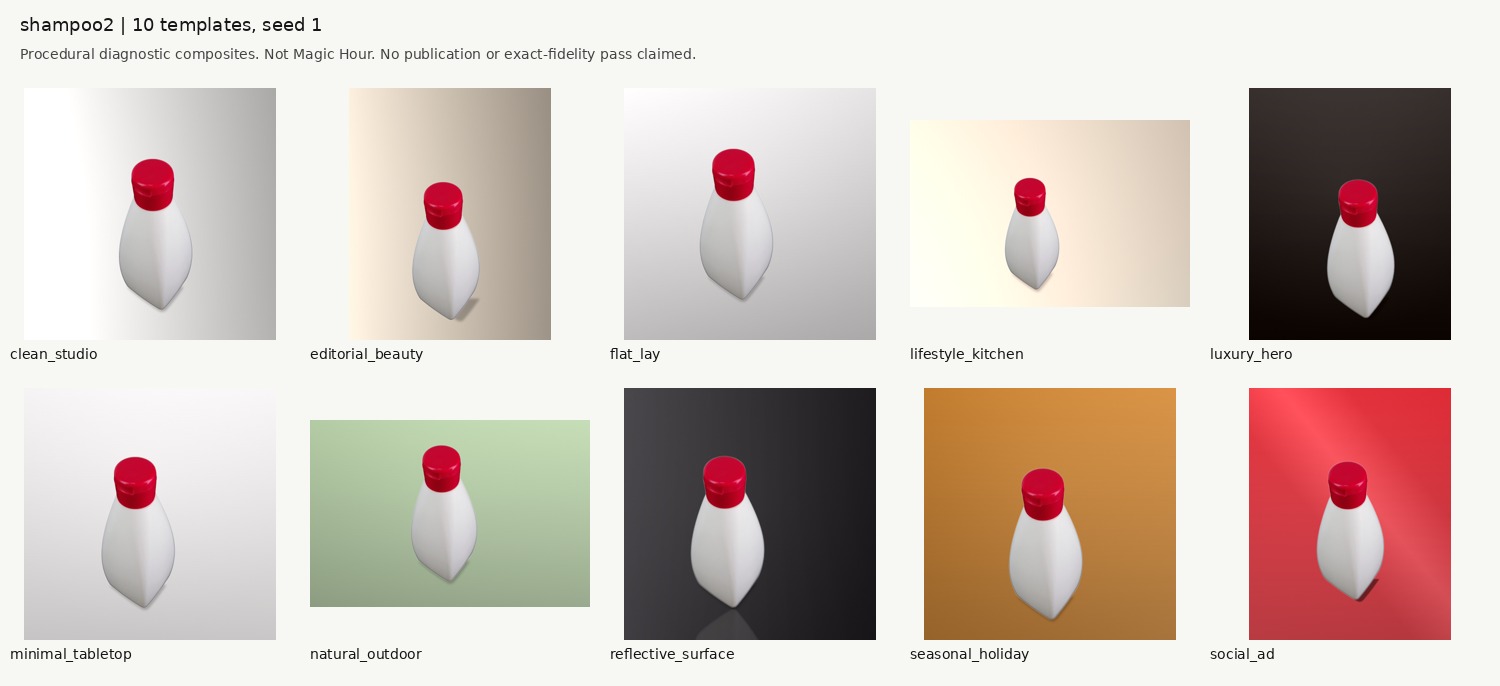 shampoo2 | 10 templates, seed 1
Procedural diagnostic composites. Not Magic Hour. No publication or exact-fidelity pass claimed.
clean_studio
editorial_beauty
flat_lay
lifestyle_kitchen
luxury_hero
minimal_tabletop
natural_outdoor
reflective_surface
seasonal_holiday
social_ad